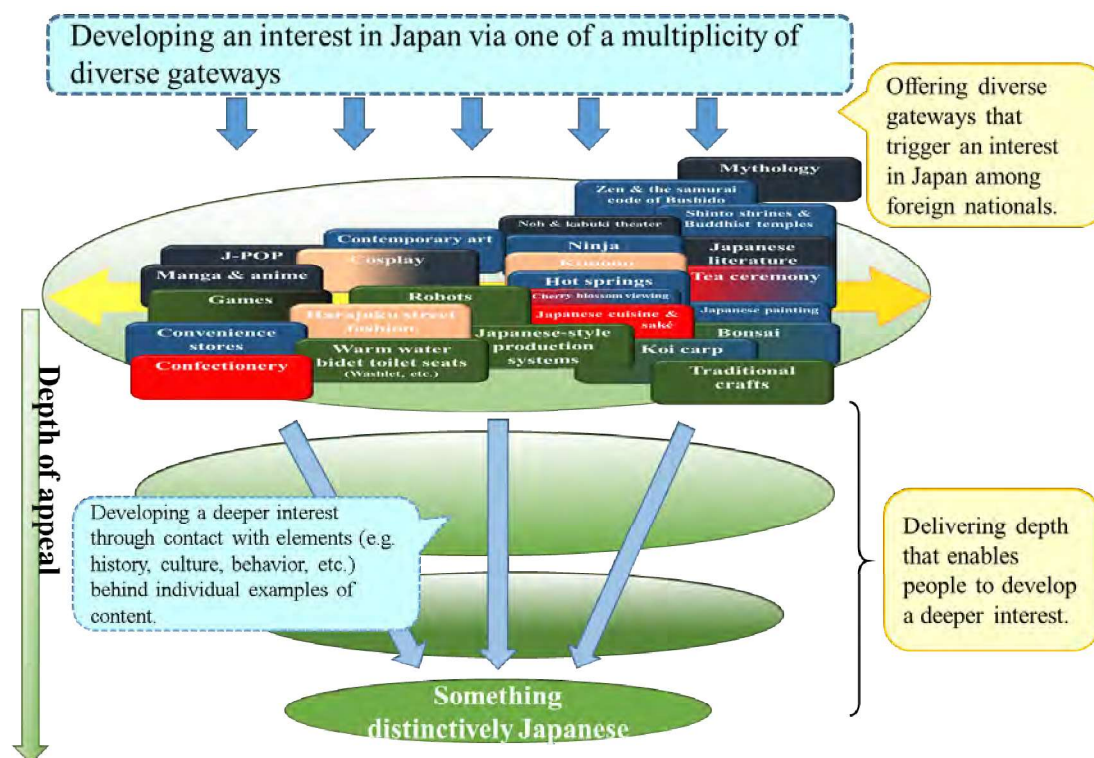 Developing an interest in Japan via one of a multiplicity of
diverse gateways
Offering diverse
gateways that
trigger an interest
in Japan among
foreign nationals.
Mythology
Zen & the samurai
code of Bushido
Shinto shrines &
Buddhist temples
Noh & kabuki theater
Contemporary art
Ninja
Japanese
literature
J-POP
Cosplay
Kimono
Manga & anime
Hot springs
Tea ceremony
Games
Robots
Cherry blossom viewing
Harajuku street
fashion
Japanese cuisine &
saké
Japanese painting
Convenience
stores
Japanese-style
production
systems
Bonsai
Warm water
bidet toilet seats
(Washlet, etc.)
Koi carp
Confectionery
Traditional
crafts
Depth of appeal
Developing a deeper interest
through contact with elements (e.g.
history, culture, behavior, etc.)
behind individual examples of
content.
Delivering depth
that enables
people to develop
a deeper interest.
Something
distinctively Japanese